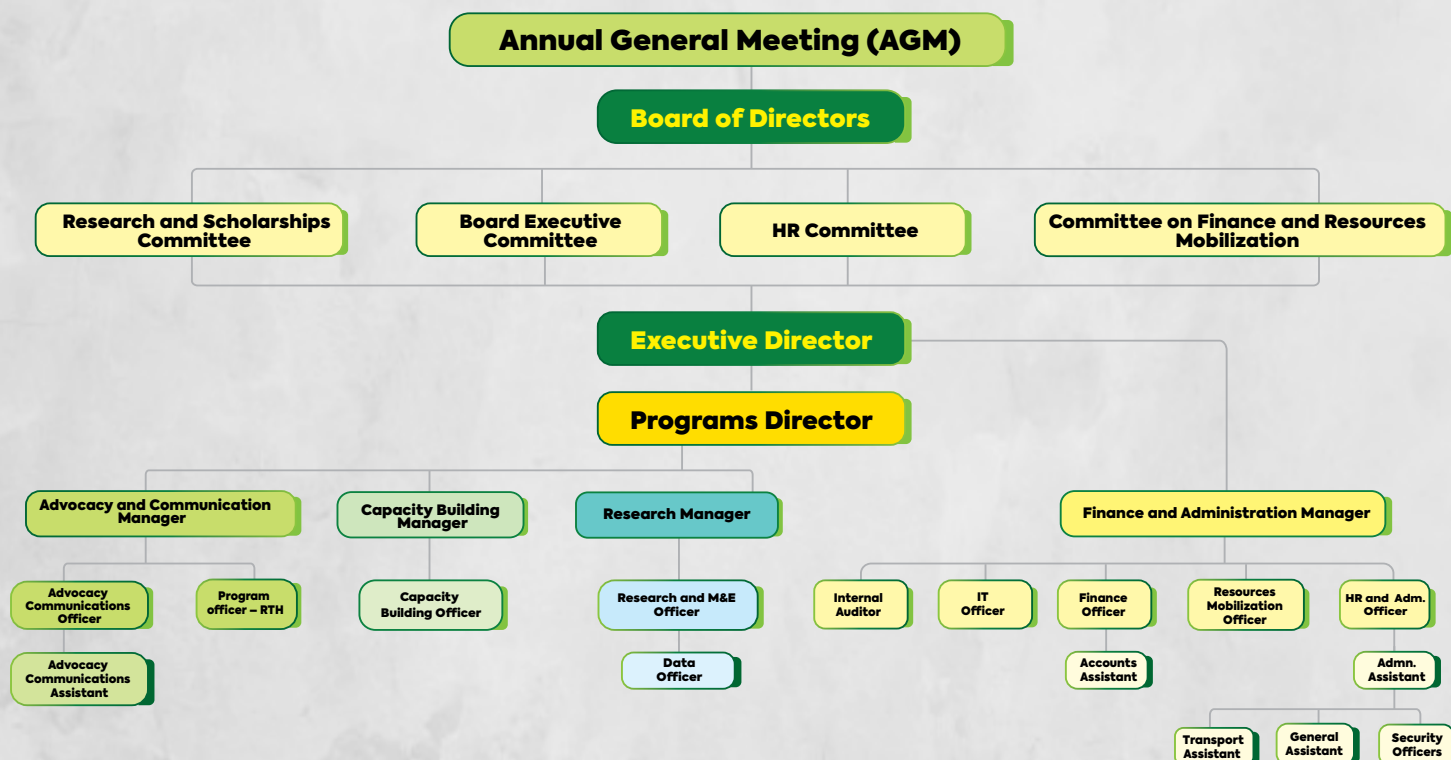 Annual General Meeting (AGM)
Board of Directors
Research and Scholarships
Committee
Board Executive
Committee
HR Committee
Committee on Finance and Resources
Mobilization
Executive Director
Programs Director
Advocacy and Communication
Manager
Capacity Building
Manager
Research Manager
Finance and Administration Manager
Advocacy
Communications
Officer
Program
officer – RTH
Capacity
Building Officer
Research and M&E
Officer
Internal
Auditor
IT
Officer
Finance
Officer
Resources
Mobilization
Officer
HR and Adm.
Officer
Advocacy
Communications
Assistant
Data
Officer
Accounts
Assistant
Admn.
Assistant
Transport
Assistant
General
Assistant
Security
Officers